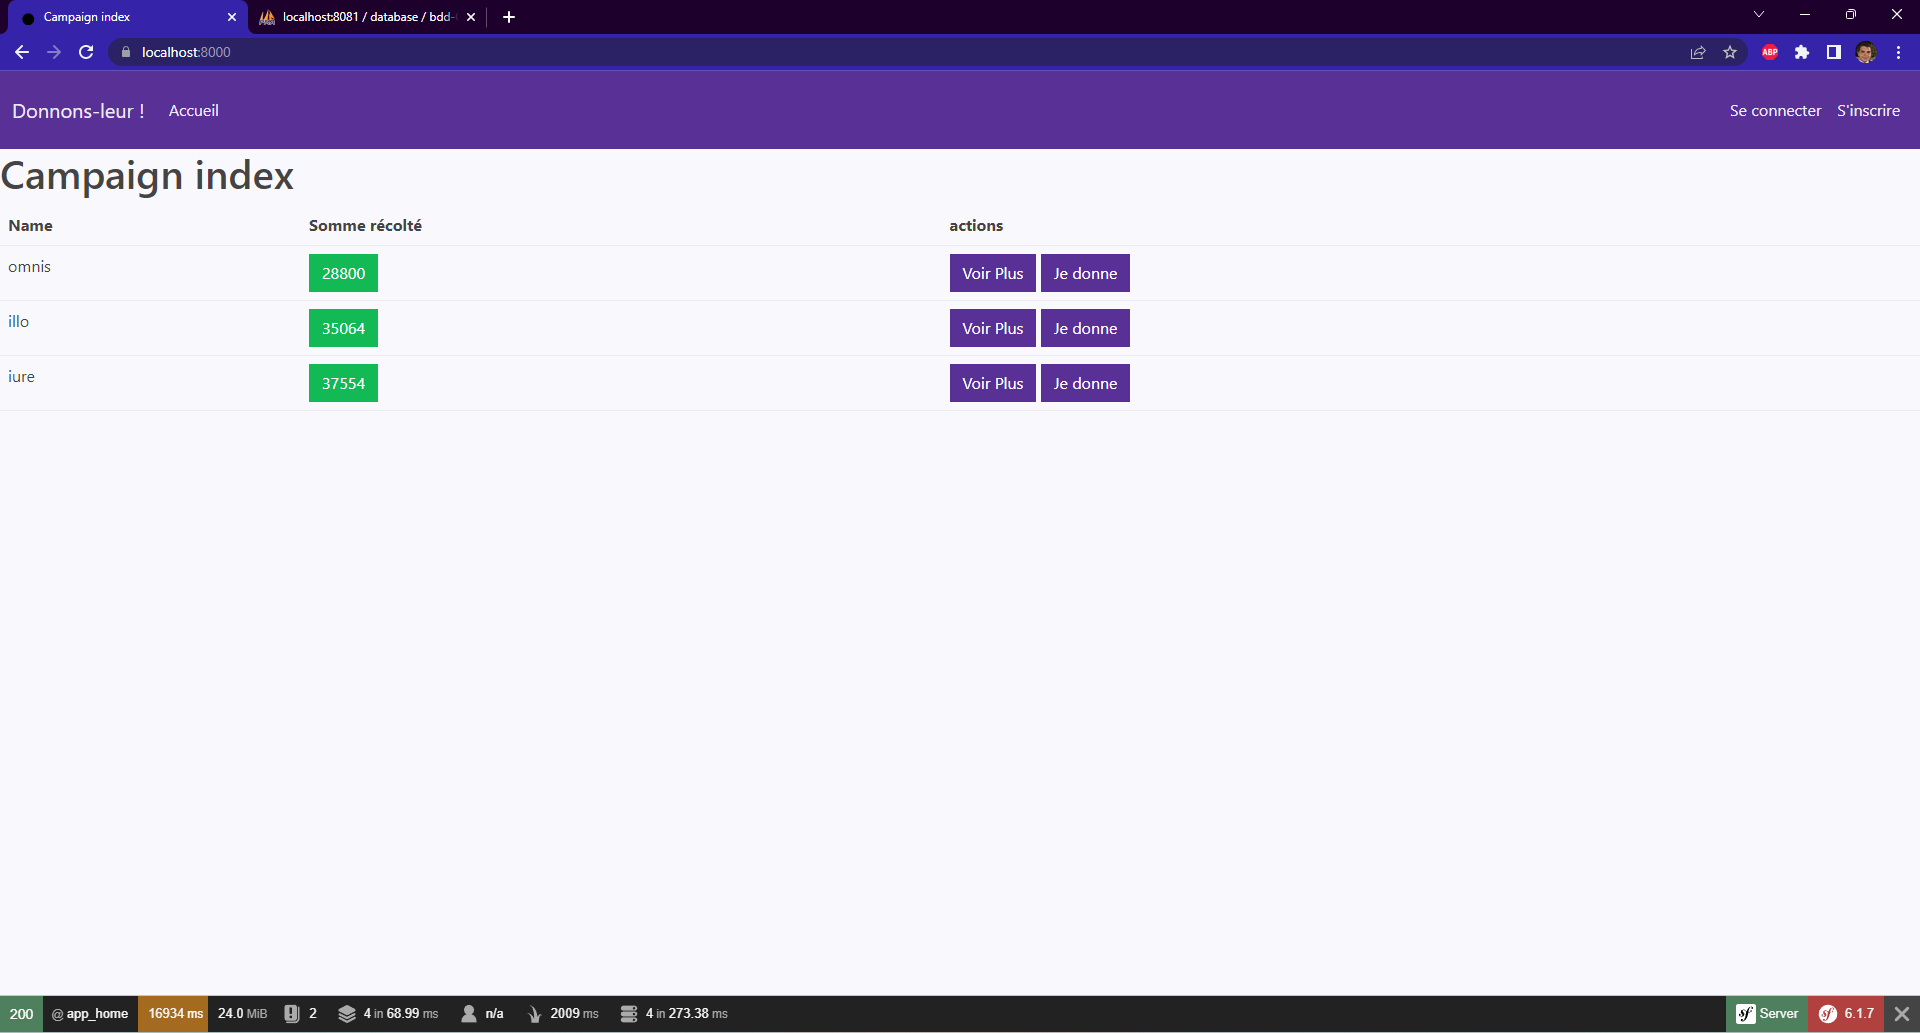 Campaign index
localhost:8081 / database / bdd-
localhost:8000
ABP
Donnons-leur ! Accueil Se connecter S'inscrire
Campaign index
Name Somme récolté actions
omnis 28800 Voir Plus Je donne
illo 35064 Voir Plus Je donne
iure 37554 Voir Plus Je donne
200 @ app_home 16934 ms 24.0 MiB 2 4 in 68.99 ms n/a 2009 ms 4 in 273.38 ms sf Server sf 6.1.7